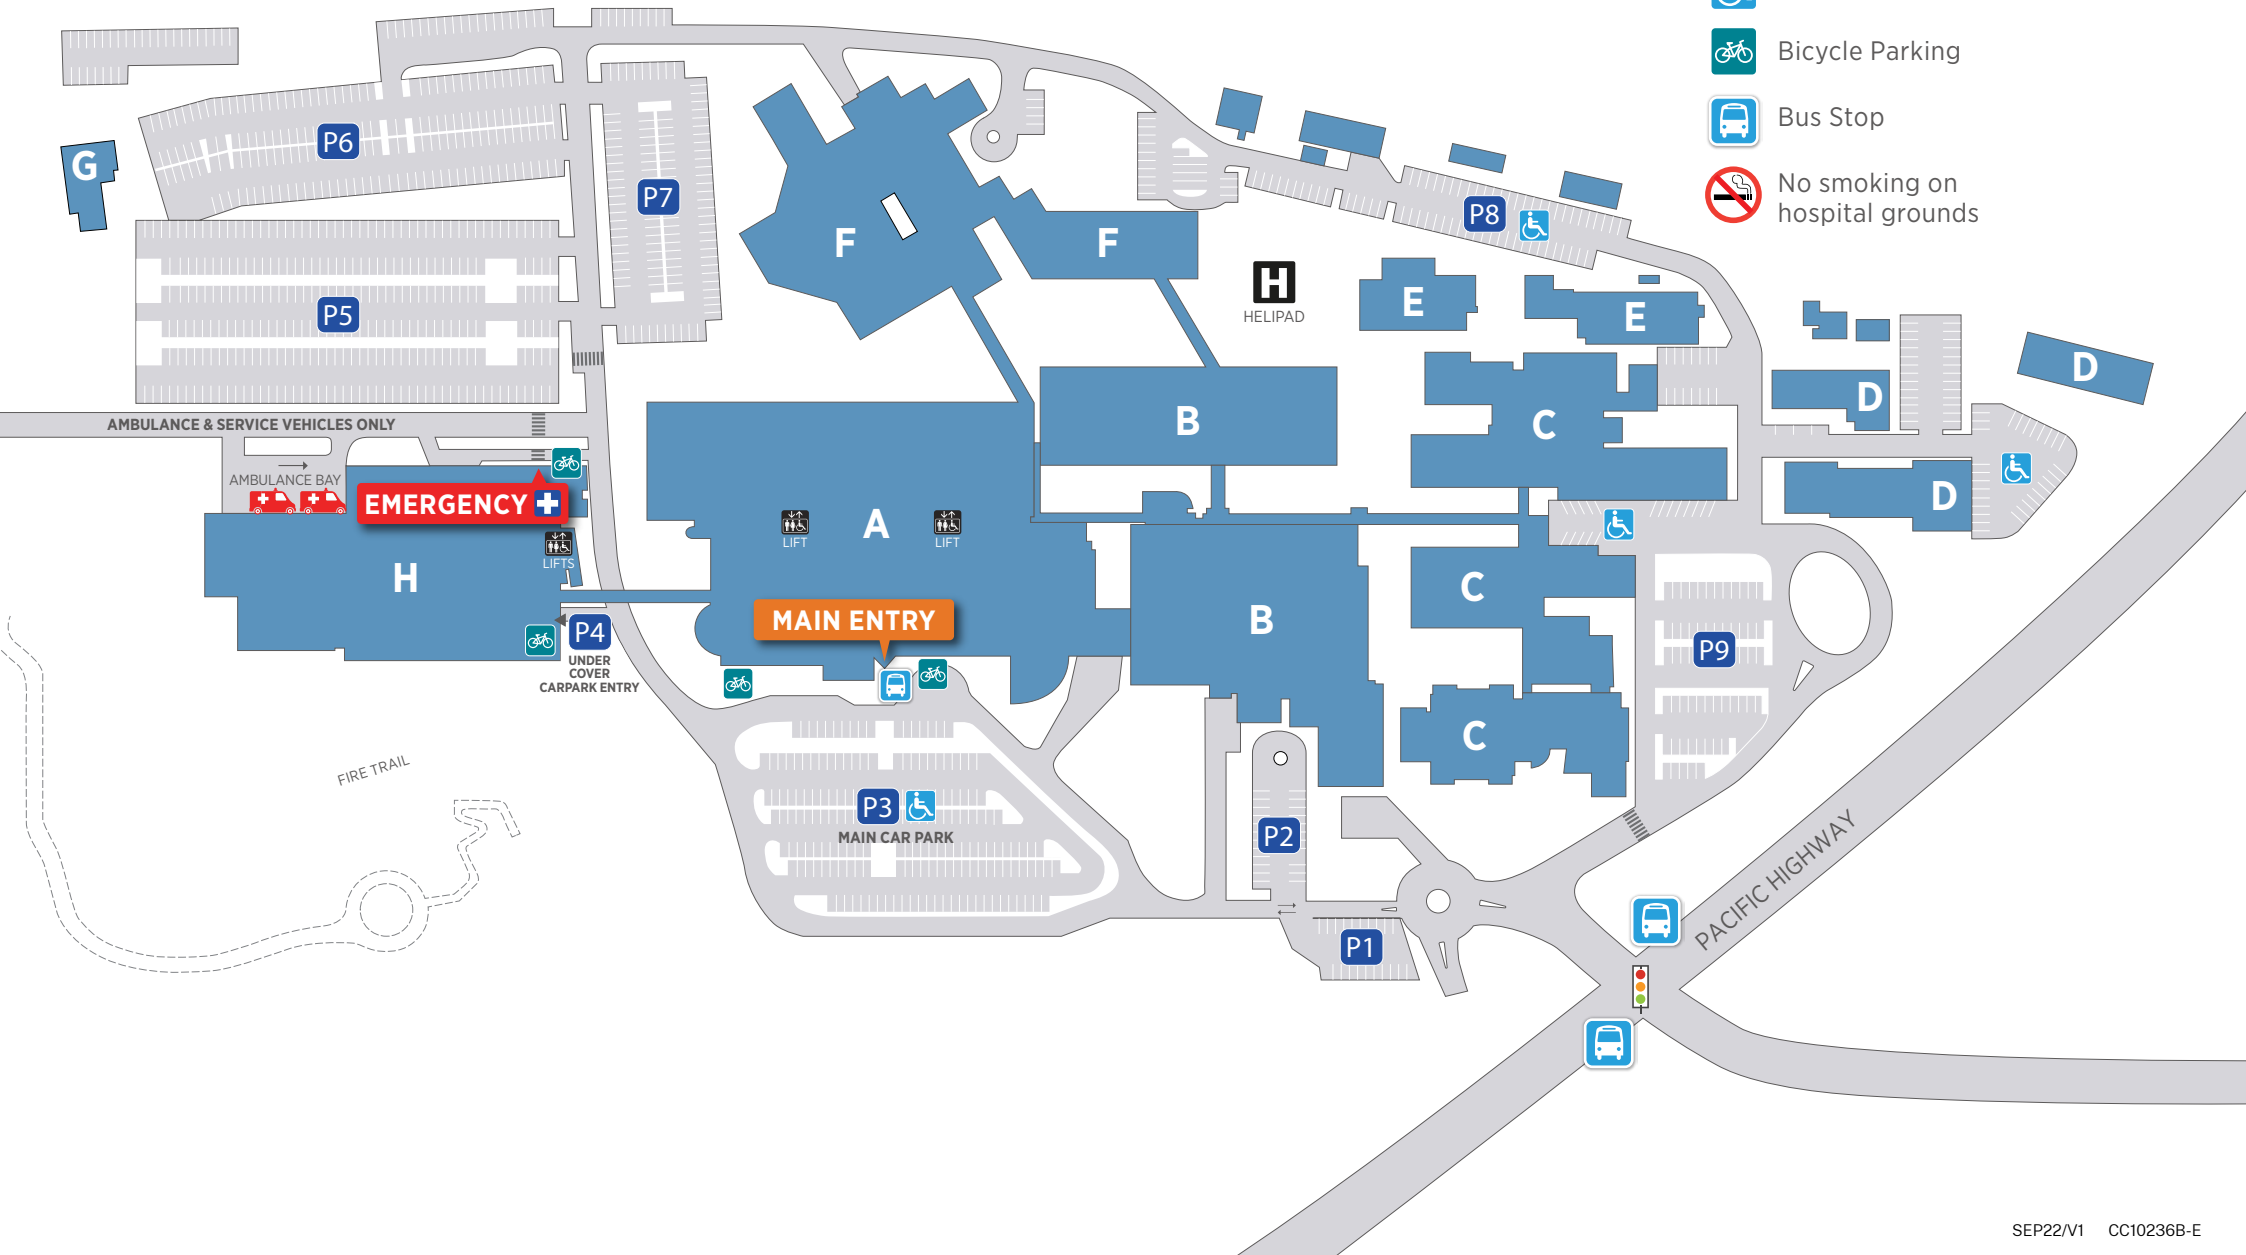 Bicycle Parking
Bus Stop
No smoking on
hospital grounds
P6
G
P7
P8
F
F
H
HELIPAD
E
E
P5
D
D
AMBULANCE & SERVICE VEHICLES ONLY
B
C
AMBULANCE BAY
EMERGENCY
D
A
LIFT
LIFT
LIFTS
H
C
MAIN ENTRY
B
P4
UNDER
COVER
CARPARK ENTRY
P9
C
FIRE TRAIL
P3
MAIN CAR PARK
P2
PACIFIC HIGHWAY
P1
SEP22/V1 CC10236B-E